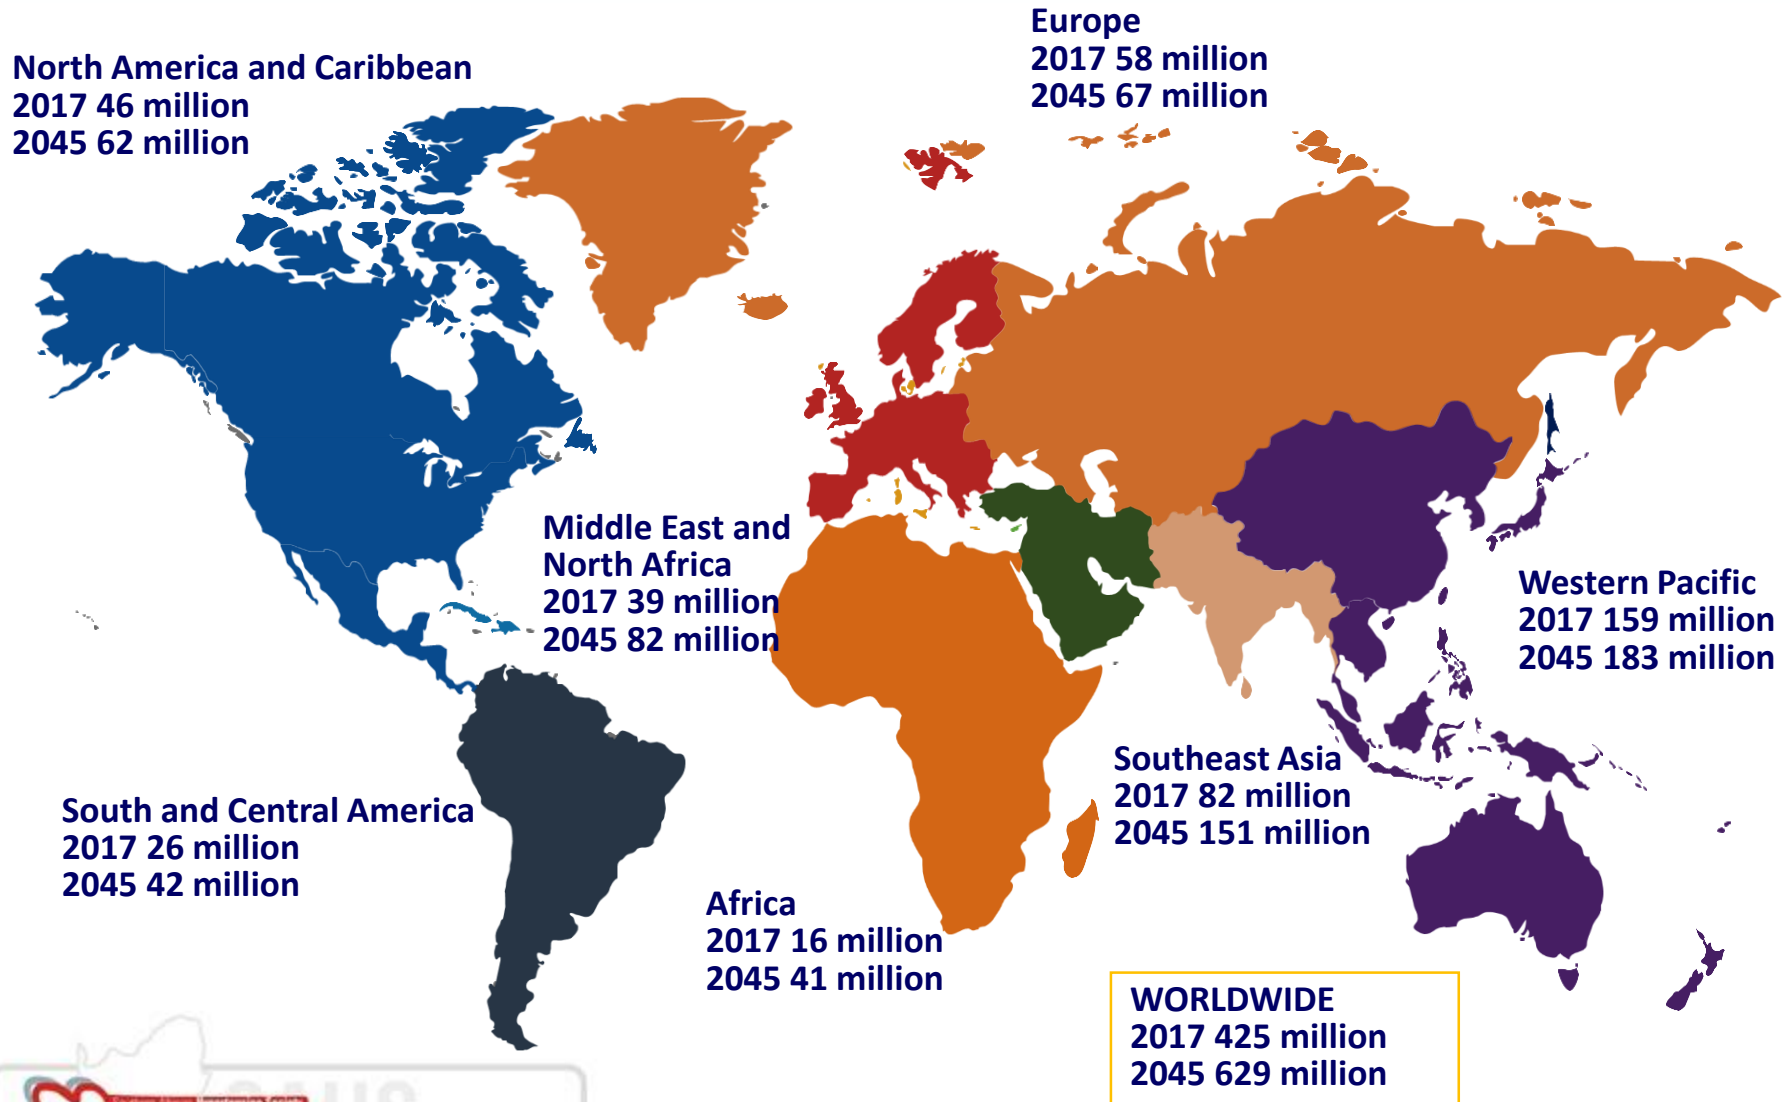 Europe
2017 58 million
2045 67 million
North America and Caribbean
2017 46 million
2045 62 million
Middle East and
North Africa
2017 39 million
2045 82 million
Western Pacific
2017 159 million
2045 183 million
Southeast Asia
2017 82 million
2045 151 million
South and Central America
2017 26 million
2045 42 million
Africa
2017 16 million
2045 41 million
WORLDWIDE
2017 425 million
2045 629 million